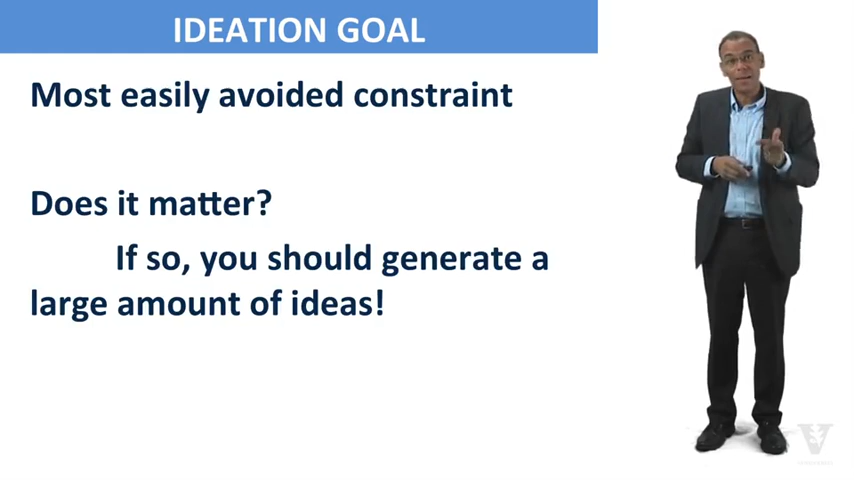 IDEATION GOAL
Most easily avoided constraint
Does it matter?
If so, you should generate a
large amount of ideas!
V